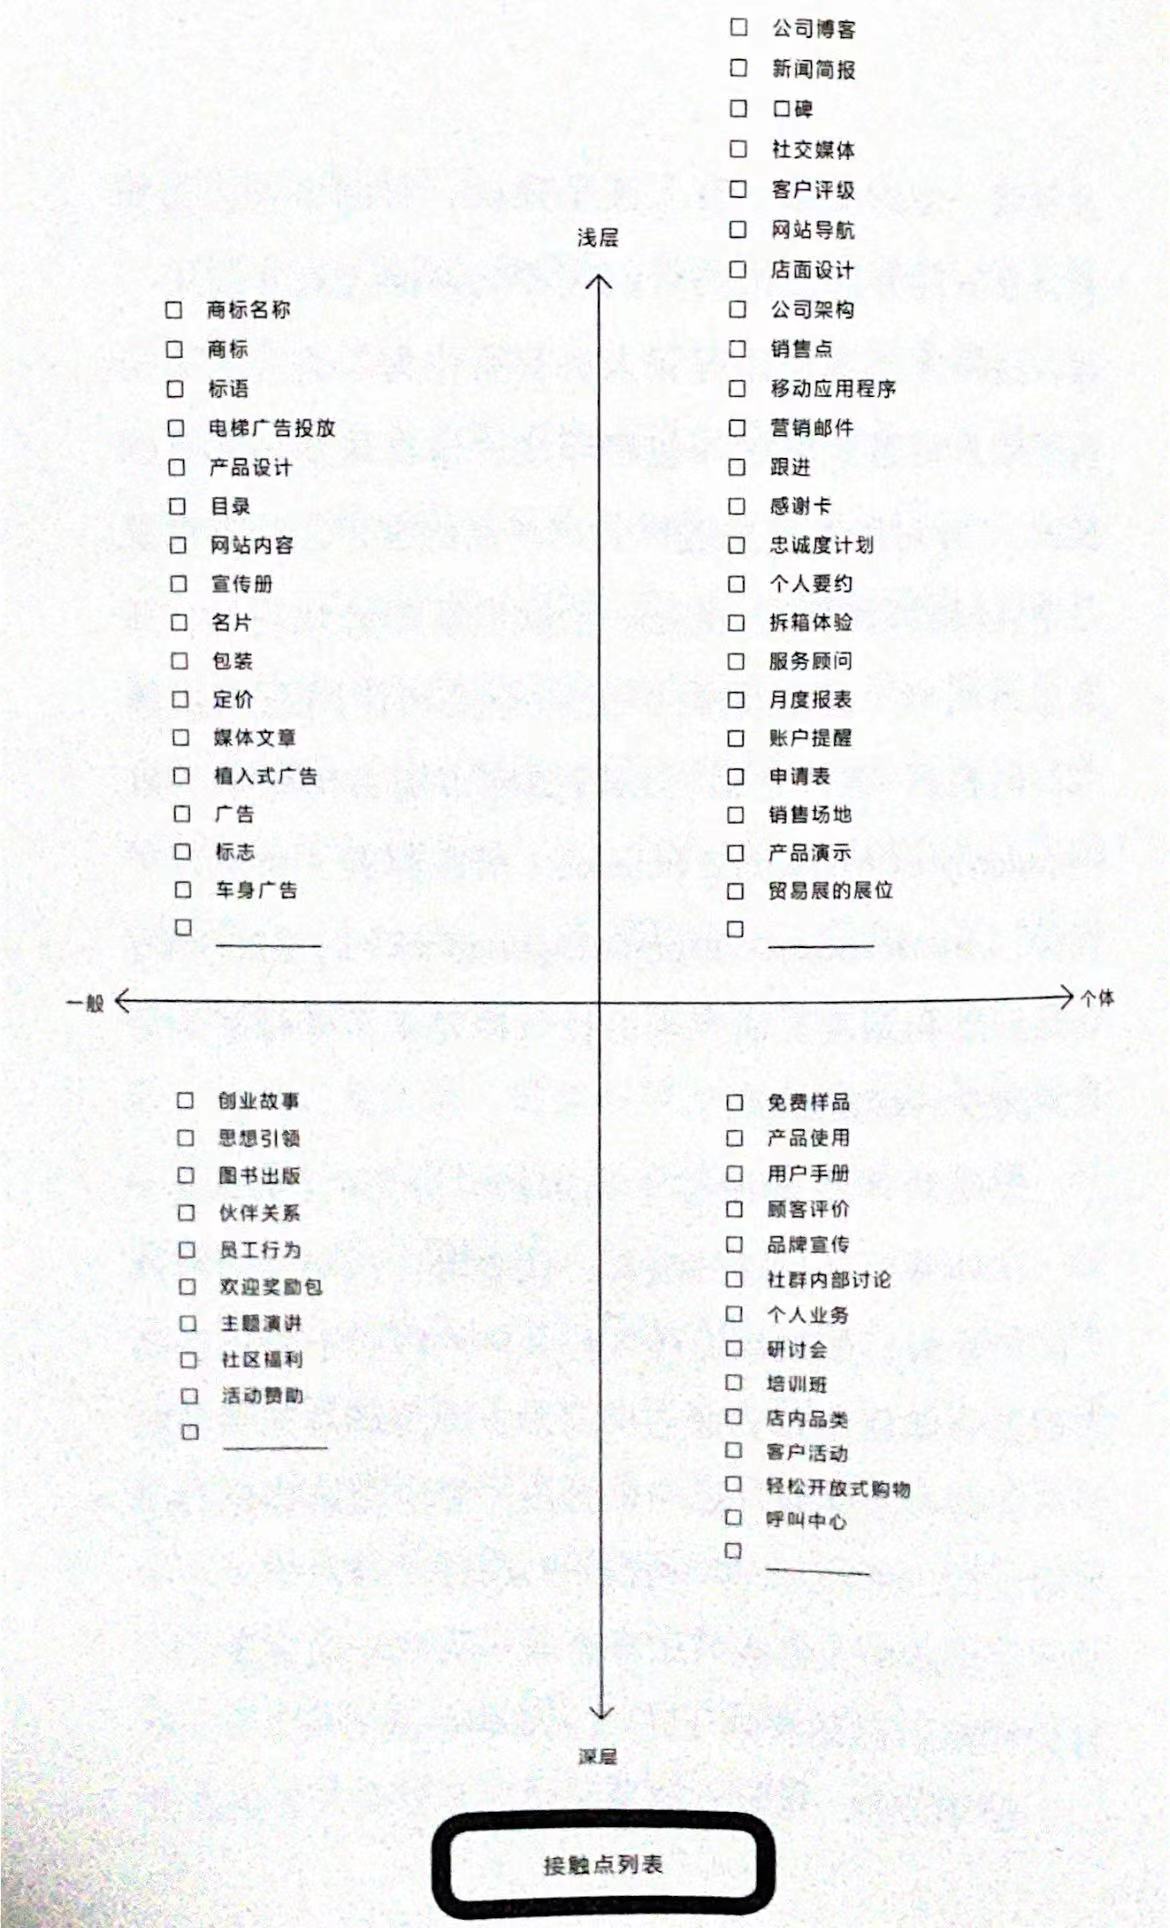 公司博客
新闻简报
口碑
社交媒体
客户评级
网站导航
店面设计
公司架构
销售点
移动应用程序
营销邮件
跟进
感谢卡
忠诚度计划
个人要约
拆箱体验
服务顾问
月度报表
账户提醒
申请表
销售场地
产品演示
贸易展的展位
浅层
商标名称
商标
标语
电梯广告投放
产品设计
目录
网站内容
宣传册
名片
包装
定价
媒体文章
植入式广告
广告
标志
车身广告
一般
个体
创业故事
思想引领
图书出版
伙伴关系
员工行为
欢迎奖励包
主题演讲
社区福利
活动赞助
免费样品
产品使用
用户手册
顾客评价
品牌宣传
社群内部讨论
个人业务
研讨会
培训班
店内品类
客户活动
轻松开放式购物
呼叫中心
深层
接触点列表